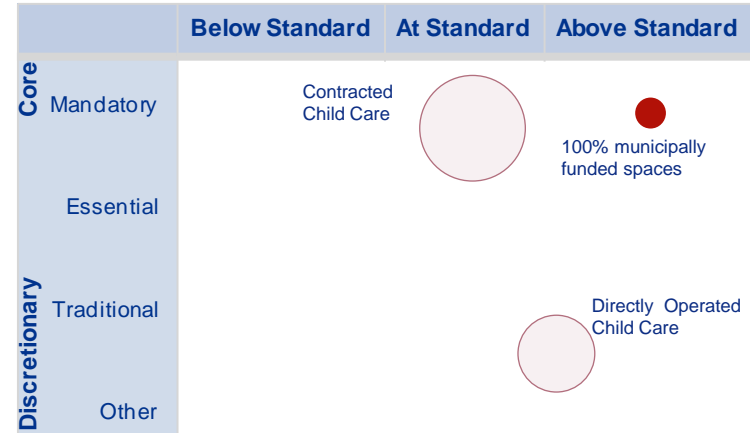 Below Standard At Standard Above Standard
Core
Mandatory
Contracted
Child Care
100% municipally
funded spaces
Essential
Discretionary
Traditional
Directly Operated
Child Care
Other